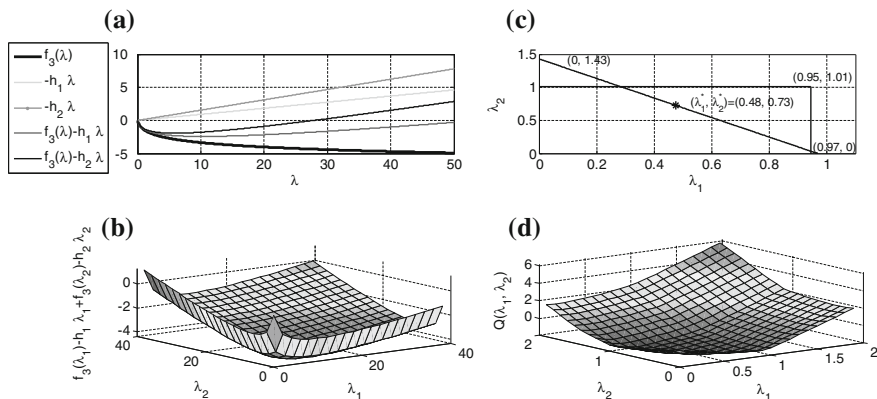 (a)
f₃(λ)
-h₁ λ
-h₂ λ
f₃(λ)-h₁ λ
f₃(λ)-h₂ λ
10
5
0
-5
0 10 20 30 40 50
λ
(c)
1.5
1
0.5
0
λ₂
(0, 1.43)
(0.95, 1.01)
(λ₁*, λ₂*)=(0.48, 0.73)
(0.97, 0)
0 0.2 0.4 0.6 0.8 1
λ₁
(b)
f₃(λ₁)-h₁ λ₁+f₃(λ₂)-h₂ λ₂
0
-2
-4
40
20
0
λ₂
0
20
40
λ₁
(d)
Q(λ₁, λ₂)
6
4
2
0
2
1
0
λ₂
0
0.5
1
1.5
2
λ₁